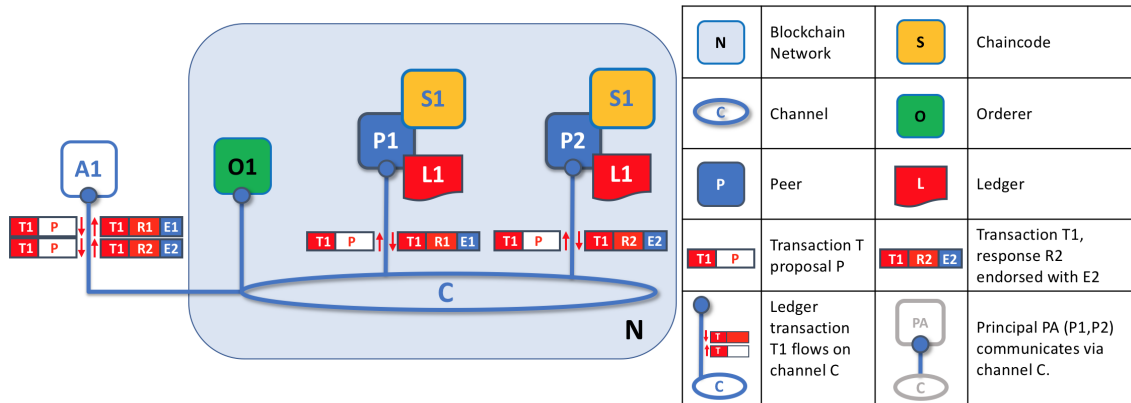 S1
S1
P1
P2
A1
O1
L1
L1
T1 P T1 R1 E1
T1 P T1 R2 E2
T1 P T1 R1 E1
T1 P T1 R2 E2
C
N
N
Blockchain
Network
S
Chaincode
C
Channel
O
Orderer
P
Peer
L
Ledger
T1 P
Transaction T
proposal P
T1 R2 E2
Transaction T1,
response R2
endorsed with E2
T
T
C
Ledger
transaction
T1 flows on
channel C
PA
C
Principal PA (P1,P2)
communicates via
channel C.